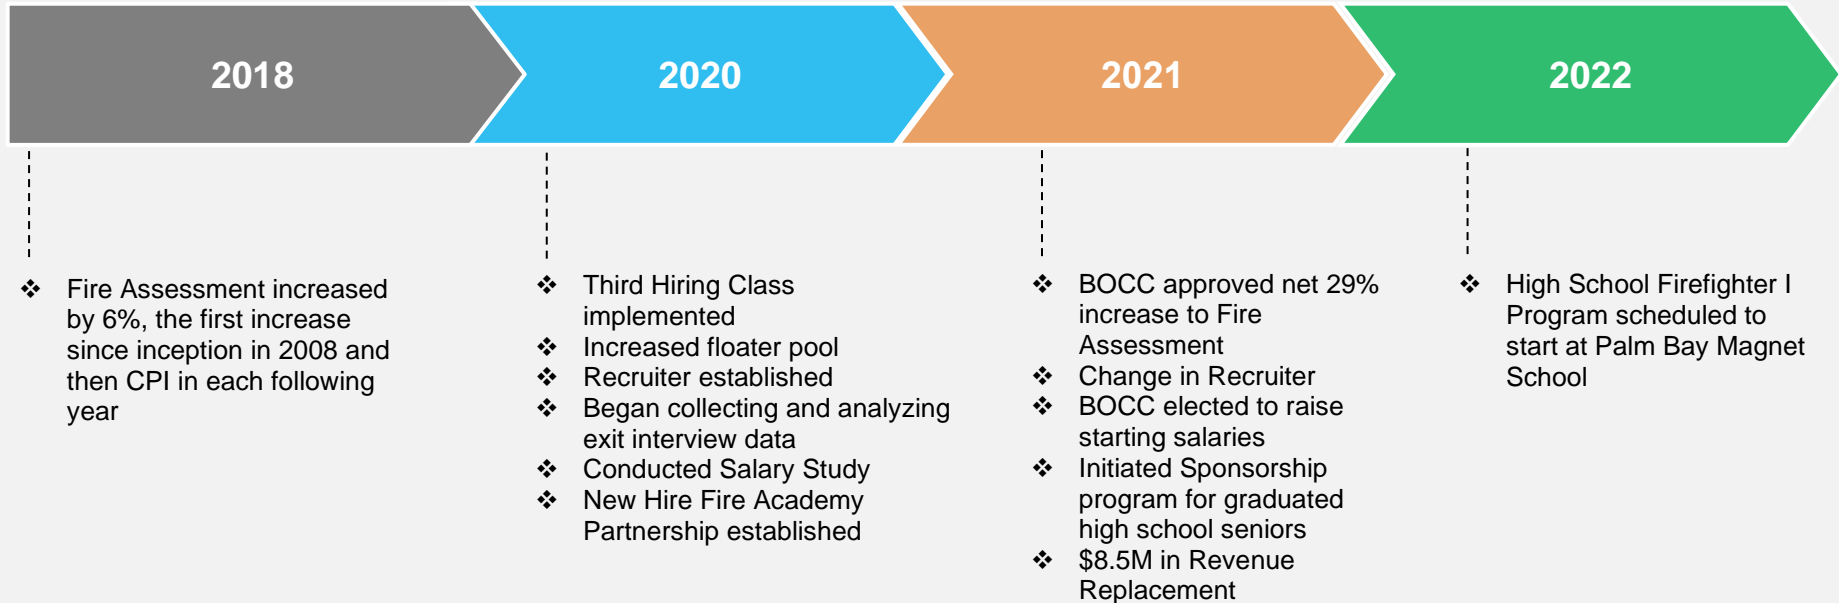 2018
2020
2021
2022
❖ Fire Assessment increased
by 6%, the first increase
since inception in 2008 and
then CPI in each following
year
❖ Third Hiring Class
implemented
❖ Increased floater pool
❖ Recruiter established
❖ Began collecting and analyzing
exit interview data
❖ Conducted Salary Study
❖ New Hire Fire Academy
Partnership established
❖ BOCC approved net 29%
increase to Fire
Assessment
❖ Change in Recruiter
❖ BOCC elected to raise
starting salaries
❖ Initiated Sponsorship
program for graduated
high school seniors
❖ $8.5M in Revenue
Replacement
❖ High School Firefighter I
Program scheduled to
start at Palm Bay Magnet
School